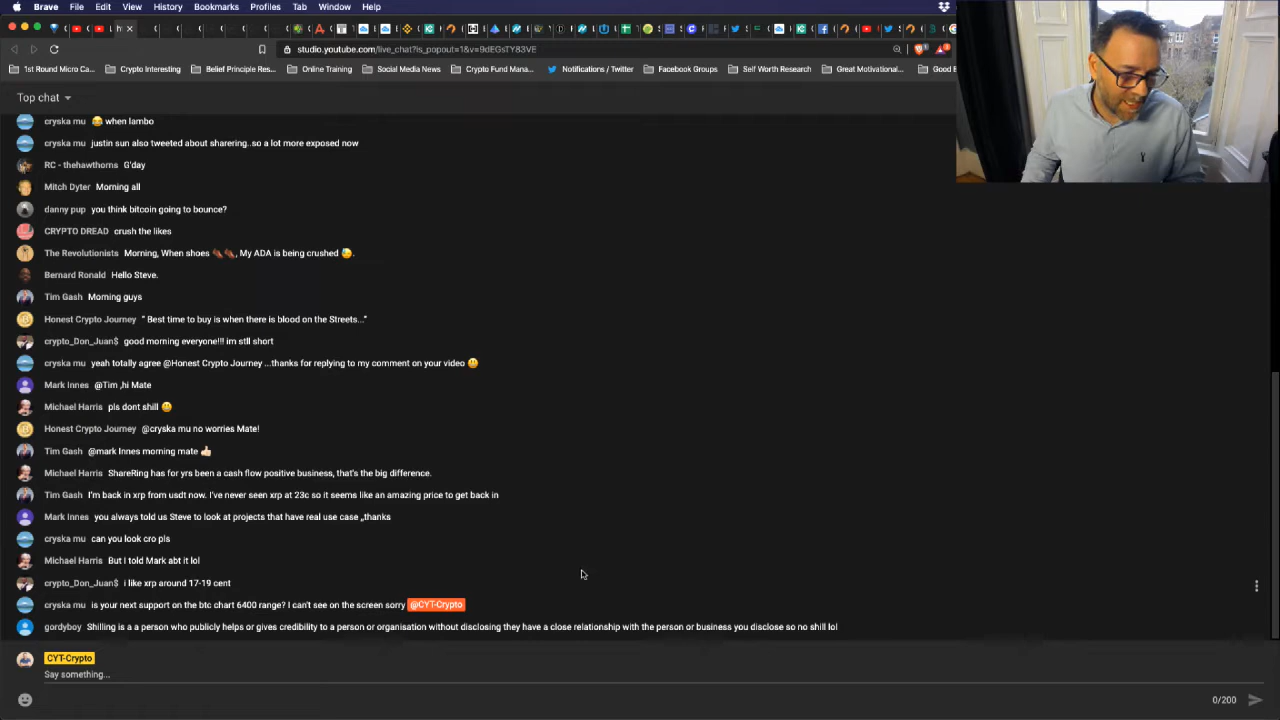 Brave File Edit View History Bookmarks Profiles Tab Window Help
studio.youtube.com/live_chat?is_popout=1&v=9dEGsTY83VE
1st Round Micro Ca... Crypto Interesting Belief Principle Res... Online Training Social Media News Crypto Fund Mana... Notifications / Twitter Facebook Groups Self Worth Research Great Motivational...
Top chat
cryska mu 😂 when lambo
cryska mu justin sun also tweeted about sharering..so a lot more exposed now
RC - thehawthorns G'day
Mitch Dyter Morning all
danny pup you think bitcoin going to bounce?
CRYPTO DREAD crush the likes
The Revolutionists Morning, When shoes 👞👞, My ADA is being crushed 😓.
Bernard Ronald Hello Steve.
Tim Gash Morning guys
Honest Crypto Journey " Best time to buy is when there is blood on the Streets..."
crypto_Don_Juan$ good morning everyone!!! im stll short
cryska mu yeah totally agree @Honest Crypto Journey ...thanks for replying to my comment on your video 😃
Mark Innes @Tim ,hi Mate
Michael Harris pls dont shill 😃
Honest Crypto Journey @cryska mu no worries Mate!
Tim Gash @mark Innes morning mate 👍🏻
Michael Harris ShareRing has for yrs been a cash flow positive business, that's the big difference.
Tim Gash I'm back in xrp from usdt now. I've never seen xrp at 23c so it seems like an amazing price to get back in
Mark Innes you always told us Steve to look at projects that have real use case ,,thanks
cryska mu can you look cro pls
Michael Harris But I told Mark abt it lol
crypto_Don_Juan$ i like xrp around 17-19 cent
cryska mu is your next support on the btc chart 6400 range? I can't see on the screen sorry @CYT-Crypto
gordyboy Shilling is a a person who publicly helps or gives credibility to a person or organisation without disclosing they have a close relationship with the person or business you disclose so no shill lol
CYT-Crypto
Say something...
0/200